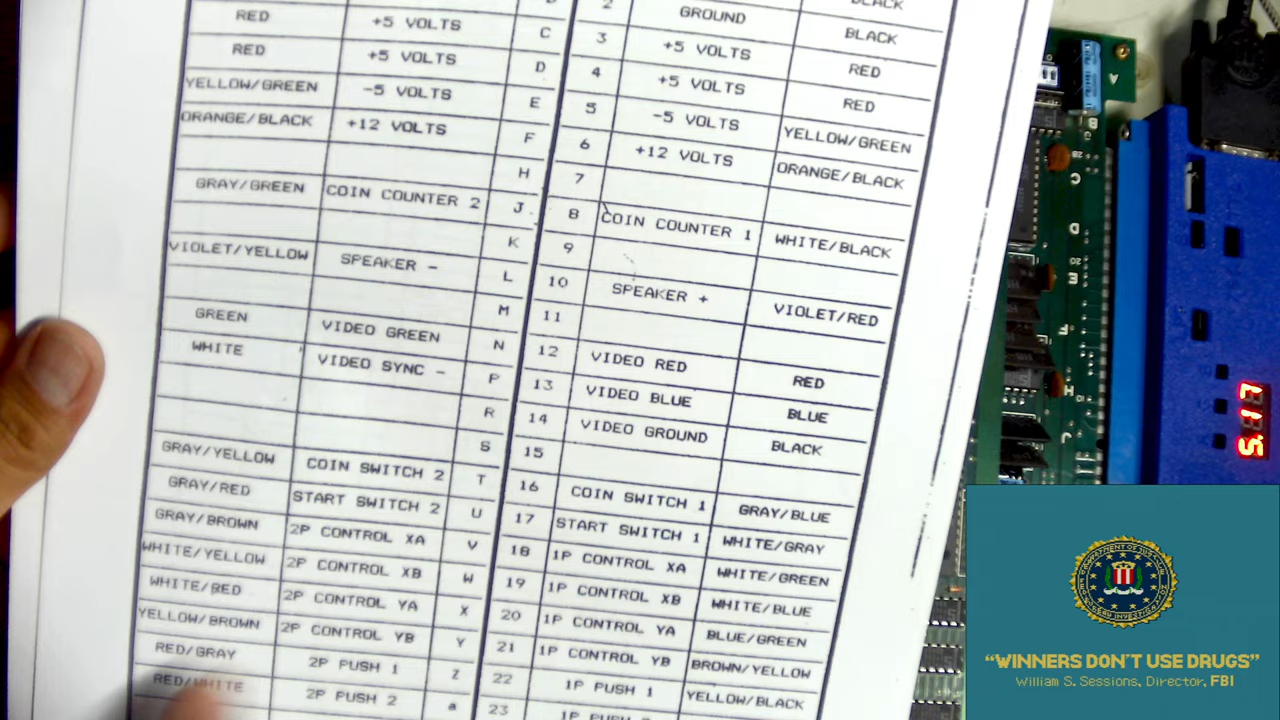 2 BLACK
RED +5 VOLTS C GROUND BLACK
RED +5 VOLTS D 3 +5 VOLTS RED
YELLOW/GREEN -5 VOLTS E 4 +5 VOLTS RED
ORANGE/BLACK +12 VOLTS F 5 -5 VOLTS YELLOW/GREEN
H 6 +12 VOLTS ORANGE/BLACK
GRAY/GREEN COIN COUNTER 2 J 7
K 8 COIN COUNTER 1 WHITE/BLACK
VIOLET/YELLOW SPEAKER - L 9
M 10 SPEAKER + VIOLET/RED
GREEN VIDEO GREEN N 11
WHITE VIDEO SYNC - P 12 VIDEO RED RED
R 13 VIDEO BLUE BLUE
S 14 VIDEO GROUND BLACK
GRAY/YELLOW COIN SWITCH 2 T 15
GRAY/RED START SWITCH 2 U 16 COIN SWITCH 1 GRAY/BLUE
GRAY/BROWN 2P CONTROL XA V 17 START SWITCH 1 WHITE/GRAY
WHITE/YELLOW 2P CONTROL XB W 18 1P CONTROL XA WHITE/GREEN
WHITE/RED 2P CONTROL YA X 19 1P CONTROL XB WHITE/BLUE
YELLOW/BROWN 2P CONTROL YB Y 20 1P CONTROL YA BLUE/GREEN
RED/GRAY 2P PUSH 1 Z 21 1P CONTROL YB BROWN/YELLOW
RED/WHITE 2P PUSH 2 a 22 1P PUSH 1 YELLOW/BLACK
23
A
B
C
D
E
F
H
5.17
DEPARTMENT OF JUSTICE
"WINNERS DON'T USE DRUGS"
William S. Sessions, Director, FBI